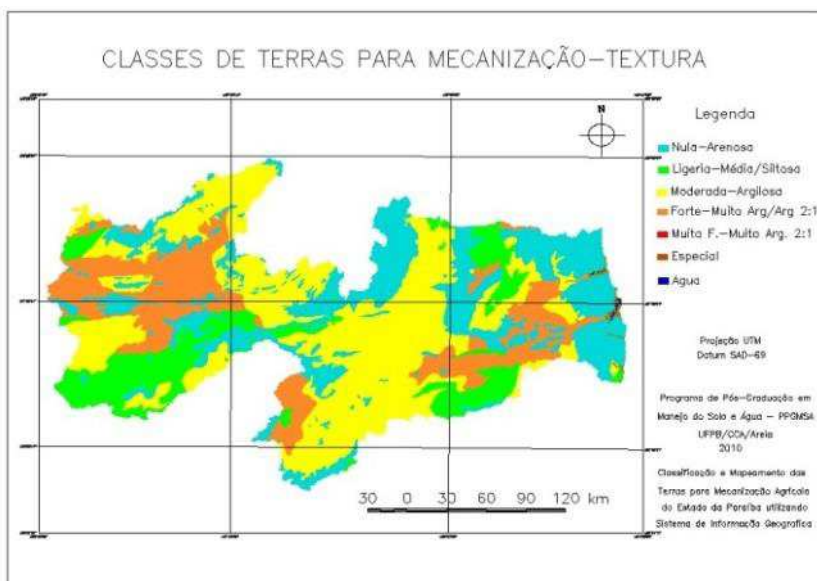 CLASSES DE TERRAS PARA MECANIZAÇÃO-TEXTURA
N
Legenda
Nula-Arenosa
Ligeria-Média/Siltosa
Moderada-Argilosa
Forte-Muito Arg/Arg 2:1
Muito F.-Muito Arg. 2:1
Especial
Agua
Projeção UTM
Datum SAD-69
Programa de Pós-Graduação em
Manejo do Solo e Água - PPGMSA
UFPB/CCA/Areia
2010
Classificação e Mapeamento das
Terras para Mecanização Agrícola
do Estado da Paraíba utilizando
Sistema de Informação Geografica
30 0 30 60 90 120 km